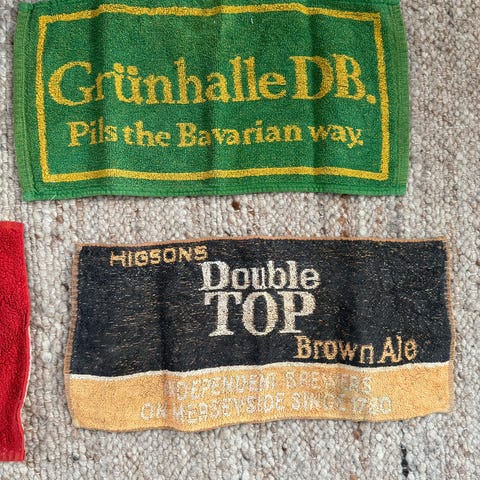 Grünhalle DB.
Pils the Bavarian way.
HIGSONS
Double
TOP
Brown Ale
INDEPENDENT BREWERS
ON MERSEYSIDE SINCE 1780